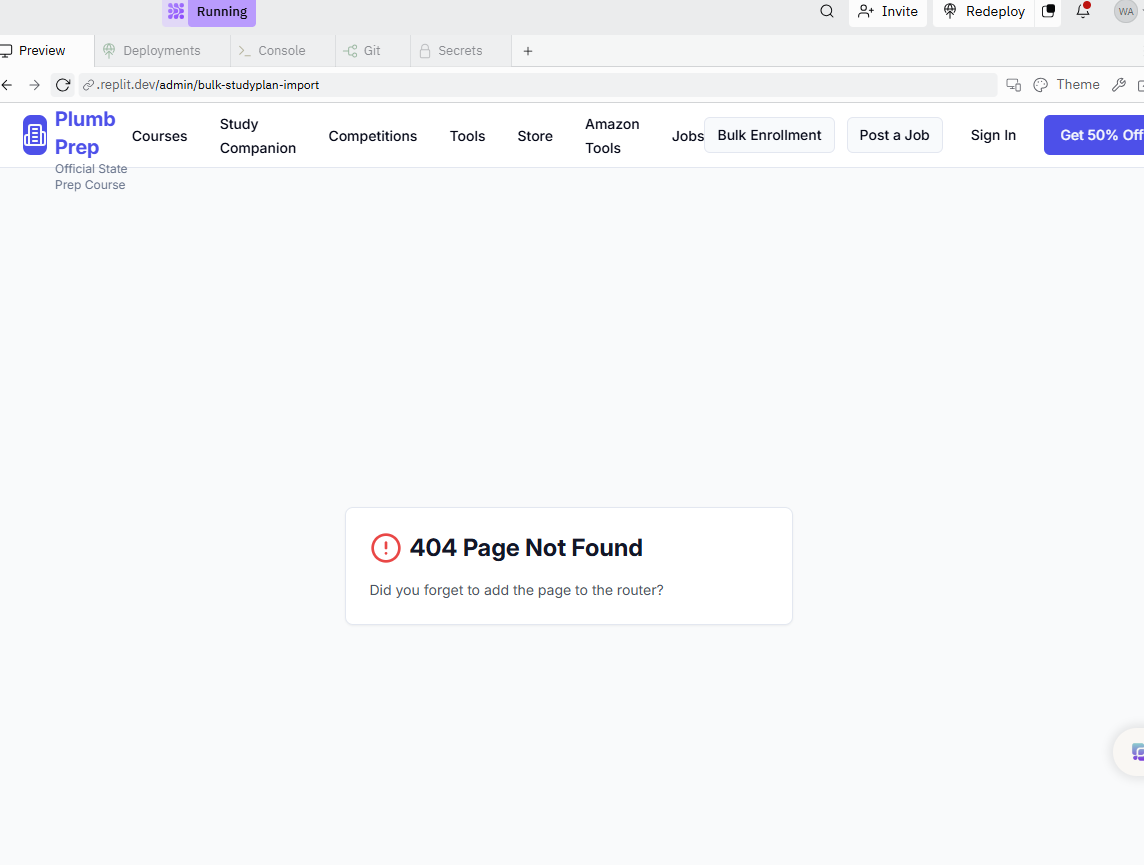 Running
Invite
Redeploy
WA
Preview
Deployments
Console
Git
Secrets
.replit.dev/admin/bulk-studyplan-import
Theme
Plumb
Prep
Official State
Prep Course
Courses
Study
Companion
Competitions
Tools
Store
Amazon
Tools
Jobs
Bulk Enrollment
Post a Job
Sign In
Get 50% Off
404 Page Not Found
Did you forget to add the page to the router?